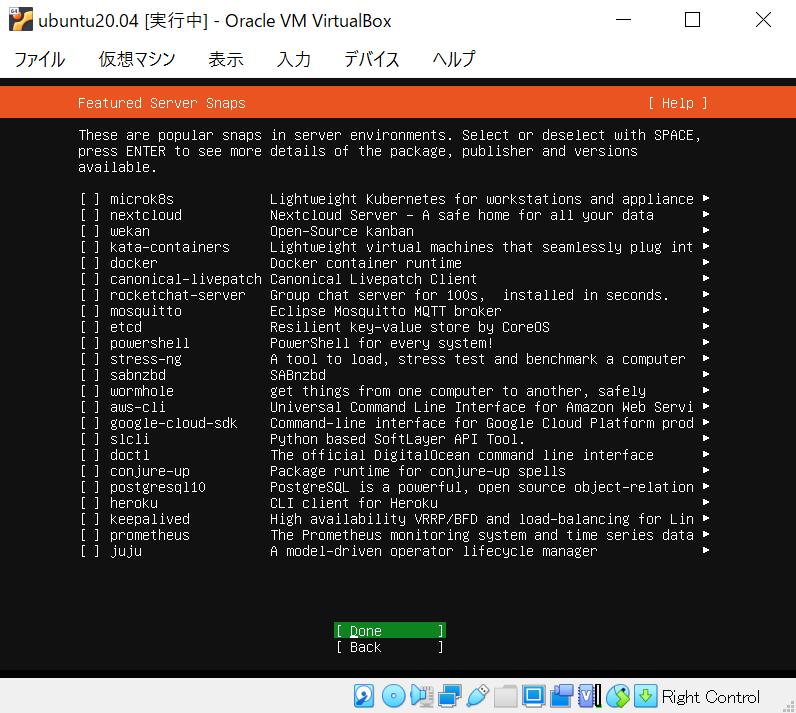 ubuntu20.04 [実行中] - Oracle VM VirtualBox
ファイル 仮想マシン 表示 入力 デバイス ヘルプ
Featured Server Snaps [ Help ]
These are popular snaps in server environments. Select or deselect with SPACE,
press ENTER to see more details of the package, publisher and versions
available.
[ ] microk8s Lightweight Kubernetes for workstations and appliance ▸
[ ] nextcloud Nextcloud Server - A safe home for all your data ▸
[ ] wekan Open-Source kanban ▸
[ ] kata-containers Lightweight virtual machines that seamlessly plug int ▸
[ ] docker Docker container runtime ▸
[ ] canonical-livepatch Canonical Livepatch Client ▸
[ ] rocketchat-server Group chat server for 100s, installed in seconds. ▸
[ ] mosquitto Eclipse Mosquitto MQTT broker ▸
[ ] etcd Resilient key-value store by CoreOS ▸
[ ] powershell PowerShell for every system! ▸
[ ] stress-ng A tool to load, stress test and benchmark a computer ▸
[ ] sabnzbd SABnzbd ▸
[ ] wormhole get things from one computer to another, safely ▸
[ ] aws-cli Universal Command Line Interface for Amazon Web Servi ▸
[ ] google-cloud-sdk Command-line interface for Google Cloud Platform prod ▸
[ ] slcli Python based SoftLayer API Tool. ▸
[ ] doctl The official DigitalOcean command line interface ▸
[ ] conjure-up Package runtime for conjure-up spells ▸
[ ] postgresql10 PostgreSQL is a powerful, open source object-relation ▸
[ ] heroku CLI client for Heroku ▸
[ ] keepalived High availability VRRP/BFD and load-balancing for Lin ▸
[ ] prometheus The Prometheus monitoring system and time series data ▸
[ ] juju A model-driven operator lifecycle manager ▸
[ Done ]
[ Back ]
Right Control